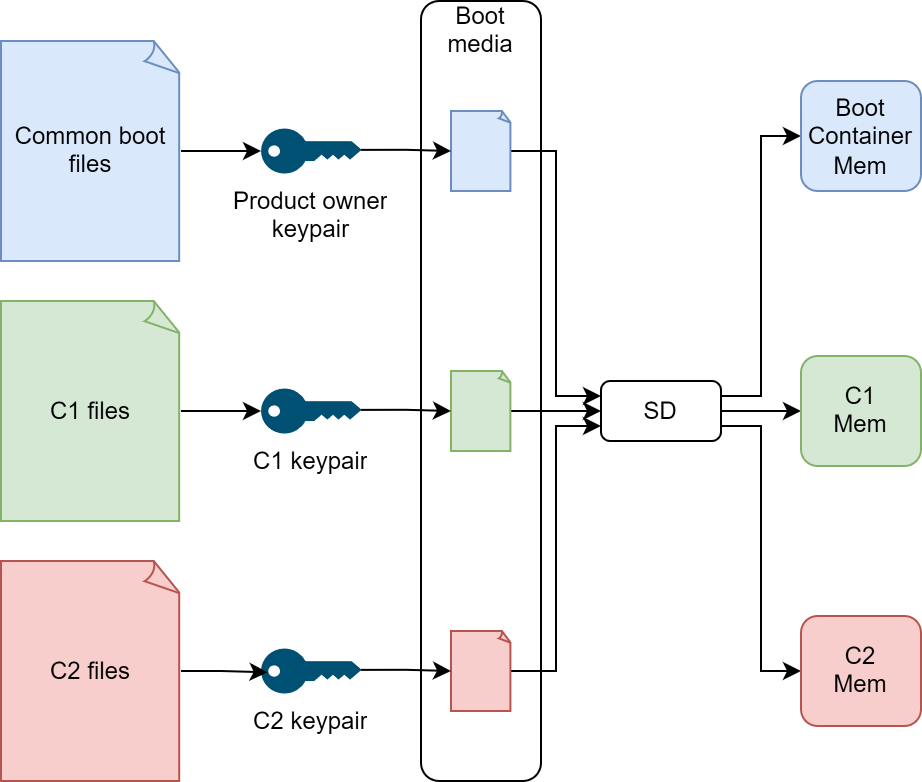 Boot
media
Common boot
files
Product owner
keypair
Boot
Container
Mem
C1 files
C1 keypair
SD
C1
Mem
C2 files
C2 keypair
C2
Mem